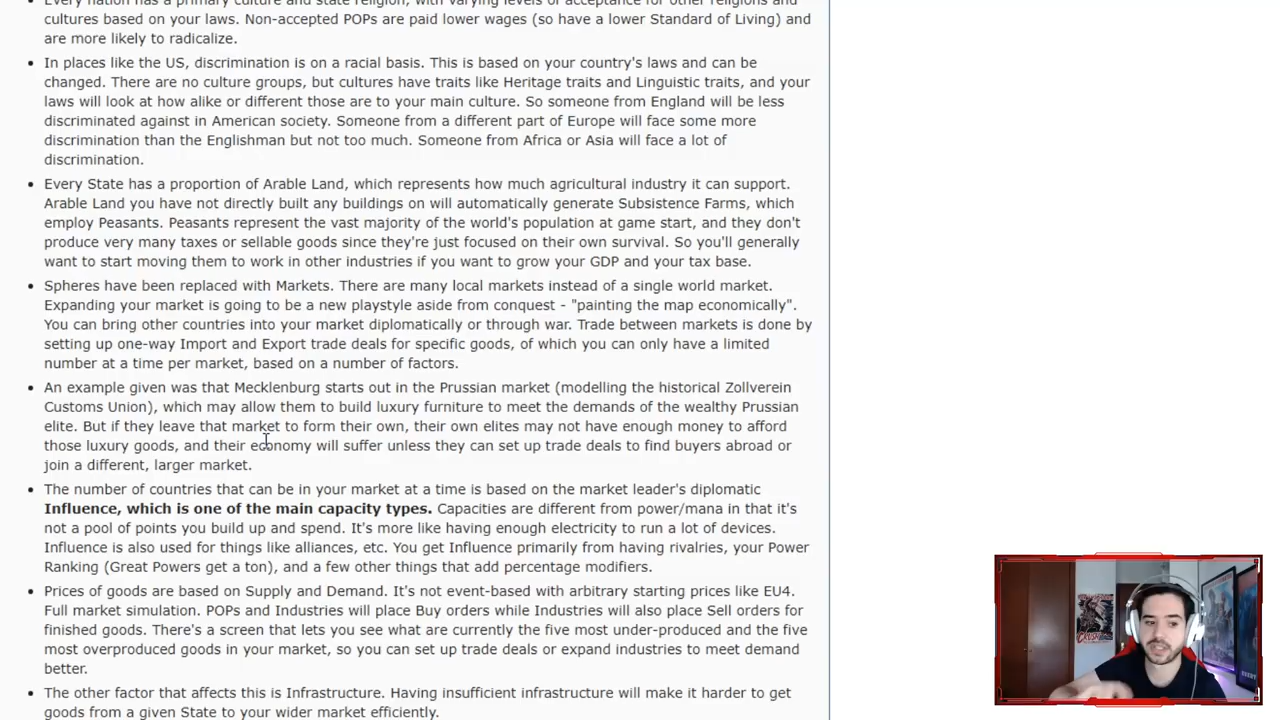 Every nation has a primary culture and state religion, with varying levels of acceptance for other religions and
cultures based on your laws. Non-accepted POPs are paid lower wages (so have a lower Standard of Living) and
are more likely to radicalize.
In places like the US, discrimination is on a racial basis. This is based on your country's laws and can be
changed. There are no culture groups, but cultures have traits like Heritage traits and Linguistic traits, and your
laws will look at how alike or different those are to your main culture. So someone from England will be less
discriminated against in American society. Someone from a different part of Europe will face some more
discrimination than the Englishman but not too much. Someone from Africa or Asia will face a lot of
discrimination.
Every State has a proportion of Arable Land, which represents how much agricultural industry it can support.
Arable Land you have not directly built any buildings on will automatically generate Subsistence Farms, which
employ Peasants. Peasants represent the vast majority of the world's population at game start, and they don't
produce very many taxes or sellable goods since they're just focused on their own survival. So you'll generally
want to start moving them to work in other industries if you want to grow your GDP and your tax base.
Spheres have been replaced with Markets. There are many local markets instead of a single world market.
Expanding your market is going to be a new playstyle aside from conquest - "painting the map economically".
You can bring other countries into your market diplomatically or through war. Trade between markets is done by
setting up one-way Import and Export trade deals for specific goods, of which you can only have a limited
number at a time per market, based on a number of factors.
An example given was that Mecklenburg starts out in the Prussian market (modelling the historical Zollverein
Customs Union), which may allow them to build luxury furniture to meet the demands of the wealthy Prussian
elite. But if they leave that market to form their own, their own elites may not have enough money to afford
those luxury goods, and their economy will suffer unless they can set up trade deals to find buyers abroad or
join a different, larger market.
The number of countries that can be in your market at a time is based on the market leader's diplomatic
Influence, which is one of the main capacity types. Capacities are different from power/mana in that it's
not a pool of points you build up and spend. It's more like having enough electricity to run a lot of devices.
Influence is also used for things like alliances, etc. You get Influence primarily from having rivalries, your Power
Ranking (Great Powers get a ton), and a few other things that add percentage modifiers.
Prices of goods are based on Supply and Demand. It's not event-based with arbitrary starting prices like EU4.
Full market simulation. POPs and Industries will place Buy orders while Industries will also place Sell orders for
finished goods. There's a screen that lets you see what are currently the five most under-produced and the five
most overproduced goods in your market, so you can set up trade deals or expand industries to meet demand
better.
The other factor that affects this is Infrastructure. Having insufficient infrastructure will make it harder to get
goods from a given State to your wider market efficiently.